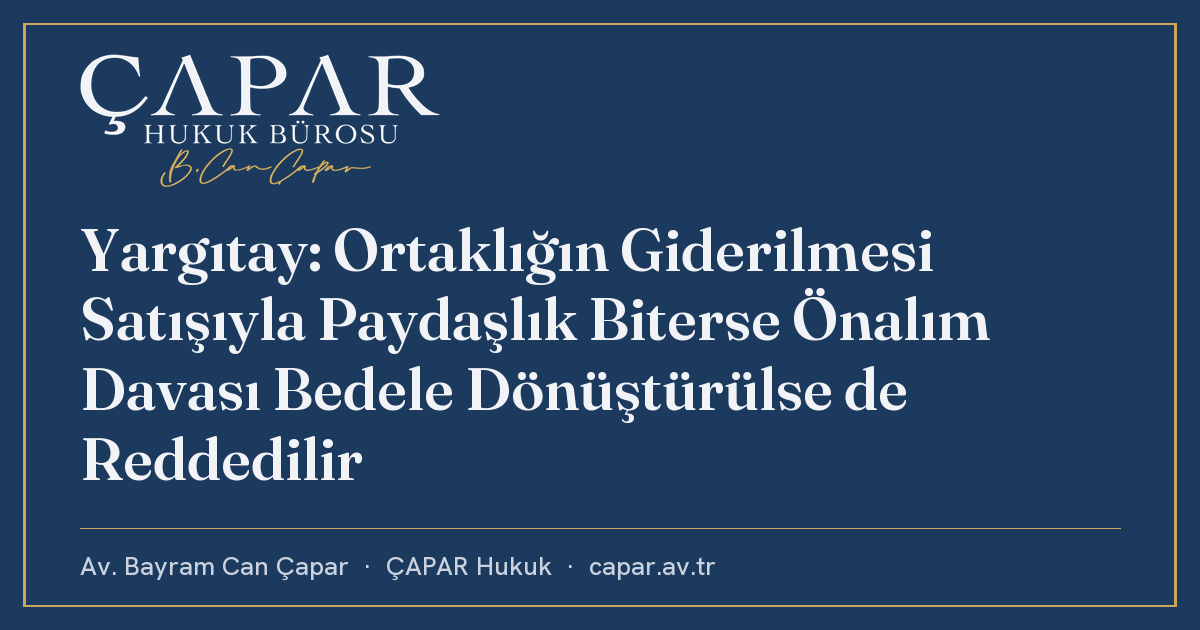 ÇAPAR
HUKUK BÜROSU
B.Can Çapar
Yargıtay: Ortaklığın Giderilmesi
Satışıyla Paydaşlık Biterse Önalım
Davası Bedele Dönüştürülse de
Reddedilir
Av. Bayram Can Çapar · ÇAPAR Hukuk · capar.av.tr